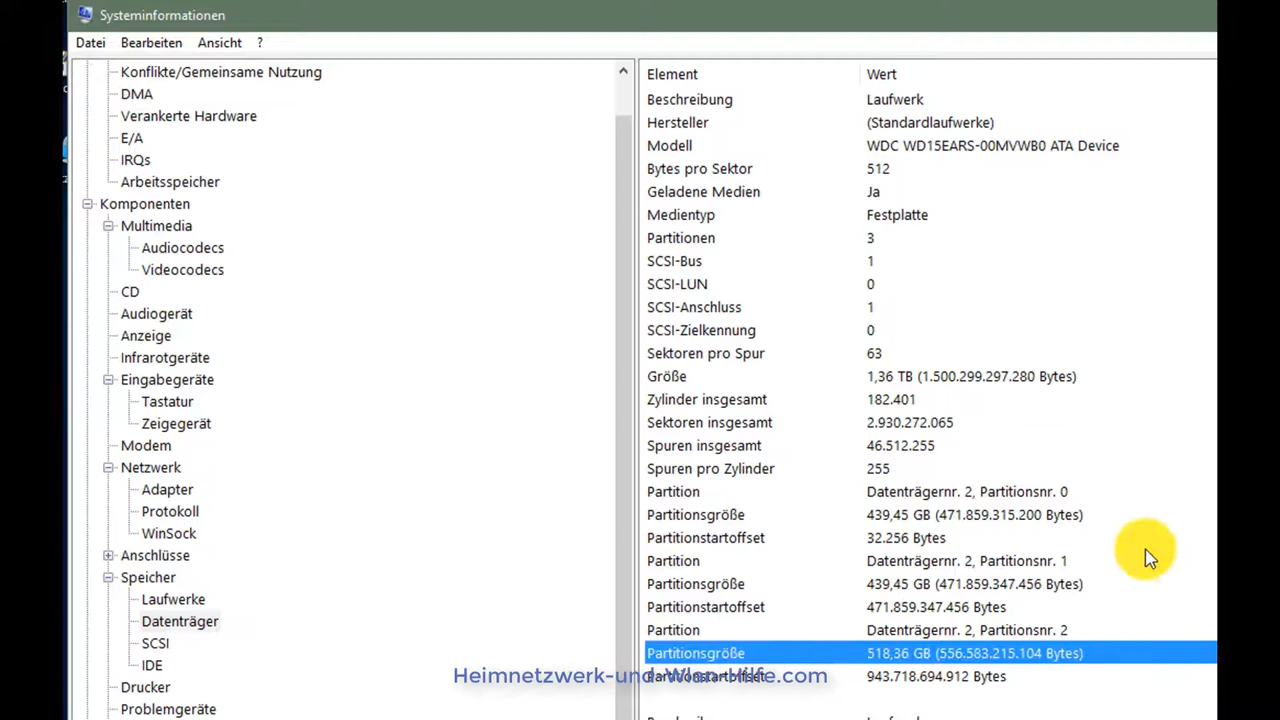 Systeminformationen
Datei Bearbeiten Ansicht ?
Konflikte/Gemeinsame Nutzung
DMA
Verankerte Hardware
E/A
IRQs
Arbeitsspeicher
Komponenten
Multimedia
Audiocodecs
Videocodecs
CD
Audiogerät
Anzeige
Infrarotgeräte
Eingabegeräte
Tastatur
Zeigegerät
Modem
Netzwerk
Adapter
Protokoll
WinSock
Anschlüsse
Speicher
Laufwerke
Datenträger
SCSI
IDE
Drucker
Problemgeräte
Element Wert
Beschreibung Laufwerk
Hersteller (Standardlaufwerke)
Modell WDC WD15EARS-00MVWB0 ATA Device
Bytes pro Sektor 512
Geladene Medien Ja
Medientyp Festplatte
Partitionen 3
SCSI-Bus 1
SCSI-LUN 0
SCSI-Anschluss 1
SCSI-Zielkennung 0
Sektoren pro Spur 63
Größe 1,36 TB (1.500.299.297.280 Bytes)
Zylinder insgesamt 182.401
Sektoren insgesamt 2.930.272.065
Spuren insgesamt 46.512.255
Spuren pro Zylinder 255
Partition Datenträgernr. 2, Partitionsnr. 0
Partitionsgröße 439,45 GB (471.859.315.200 Bytes)
Partitionstartoffset 32.256 Bytes
Partition Datenträgernr. 2, Partitionsnr. 1
Partitionsgröße 439,45 GB (471.859.347.456 Bytes)
Partitionstartoffset 471.859.347.456 Bytes
Partition Datenträgernr. 2, Partitionsnr. 2
Partitionsgröße 518,36 GB (556.583.215.104 Bytes)
Partitionstartoffset 943.718.694.912 Bytes
Heimnetzwerk-und-Wlan-Hilfe.com